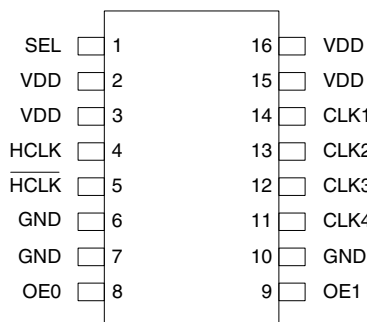 SEL 1 16 VDD
VDD 2 15 VDD
VDD 3 14 CLK1
HCLK 4 13 CLK2
HCLK 5 12 CLK3
GND 6 11 CLK4
GND 7 10 GND
OE0 8 9 OE1